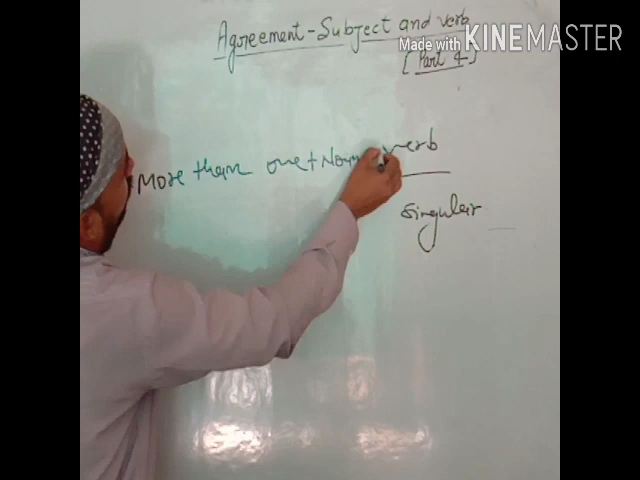 Agreement-Subject and verb
Made with KINEMASTER
[Part 4]
More than one + Noun verb
singular